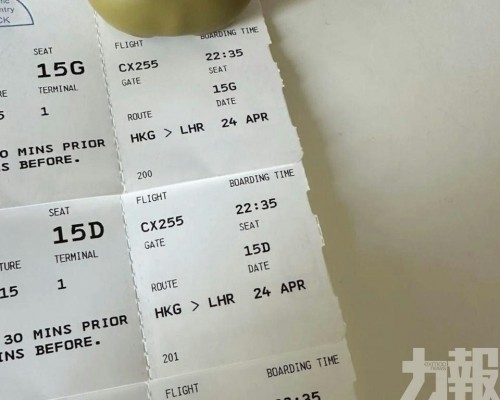 SEAT
15G
TERMINAL
1
0 MINS PRIOR
S BEFORE.
FLIGHT
BOARDING TIME
CX255
22:35
GATE
SEAT
15G
DATE
ROUTE
HKG > LHR 24 APR
200
SEAT
15D
TURE
TERMINAL
15
1
30 MINS PRIOR
INS BEFORE.
FLIGHT
BOARDING TIME
CX255
22:35
GATE
SEAT
15D
DATE
ROUTE
HKG > LHR 24 APR
201
FLIGHT
BOARDING TIME
力報